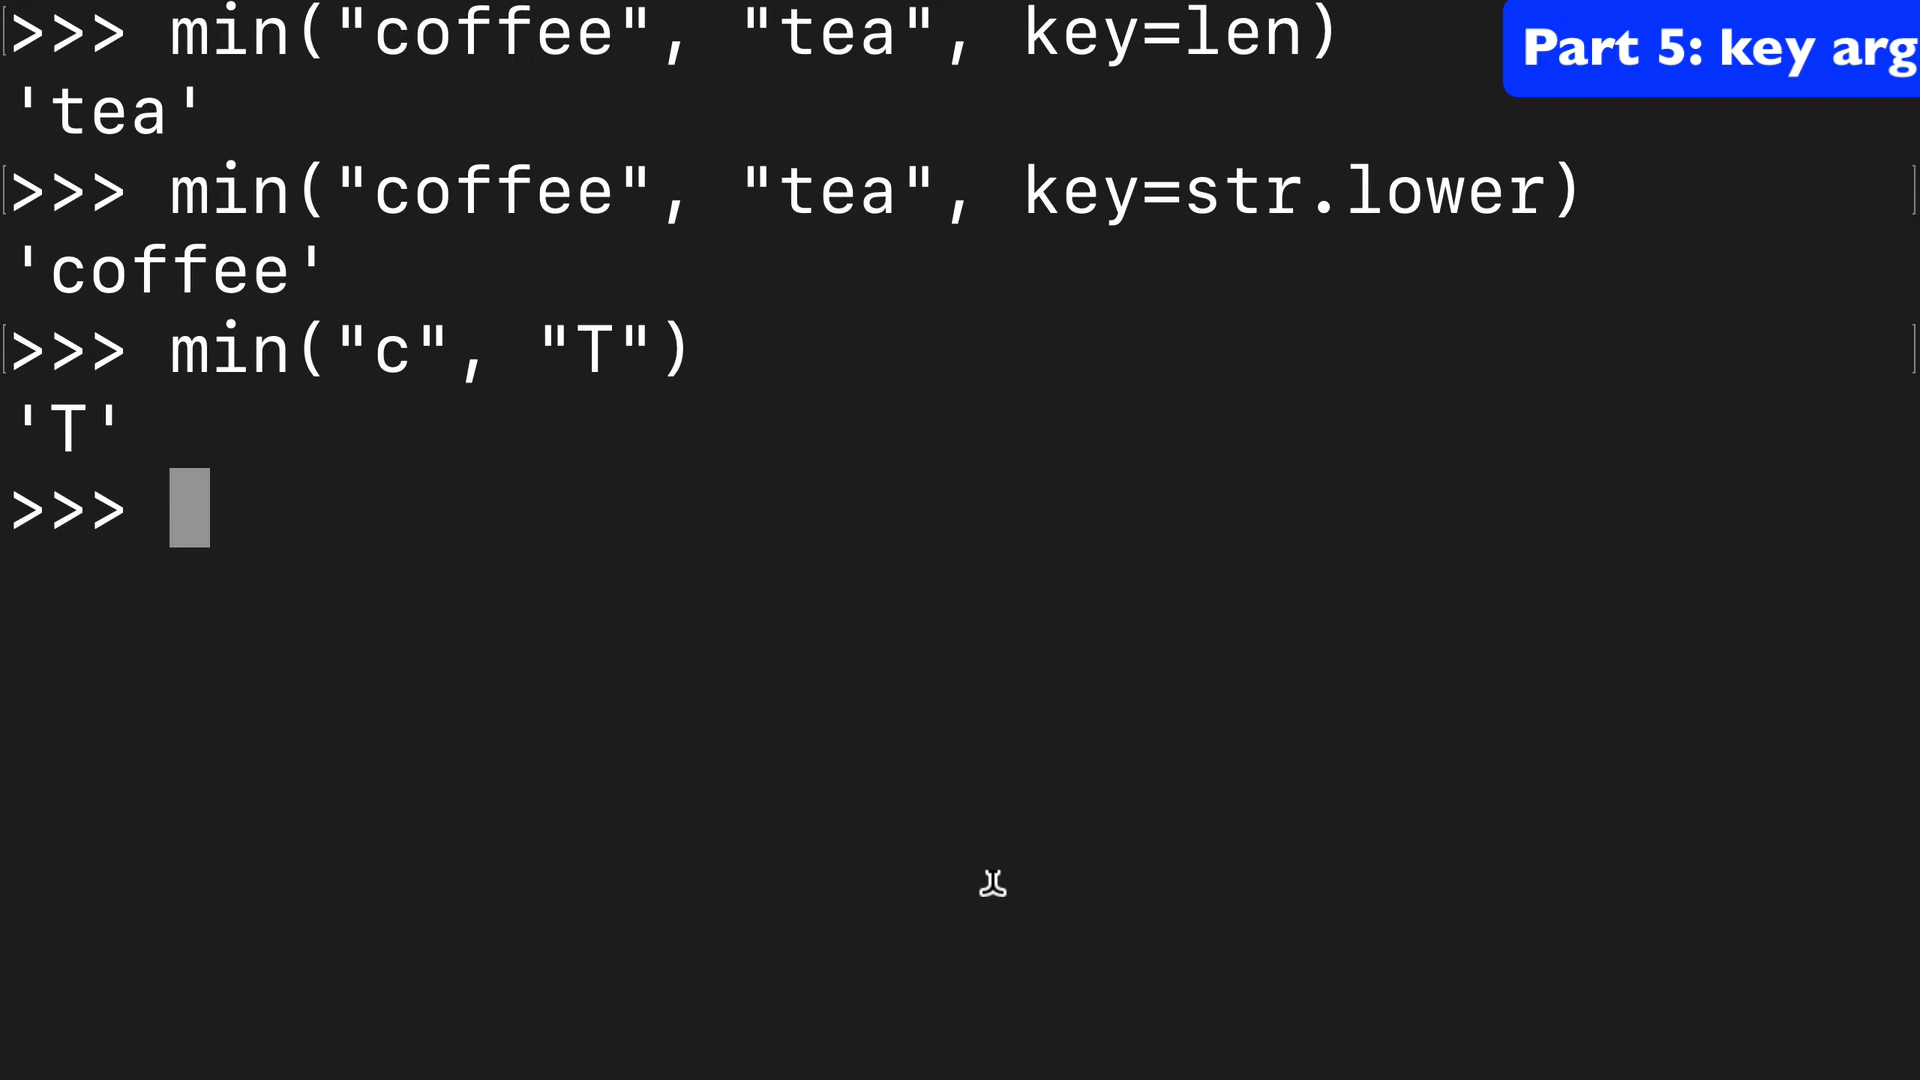 >>> min("coffee", "tea", key=len)
Part 5: key arg
'tea'
>>> min("coffee", "tea", key=str.lower)
'coffee'
>>> min("c", "T")
'T'
>>>